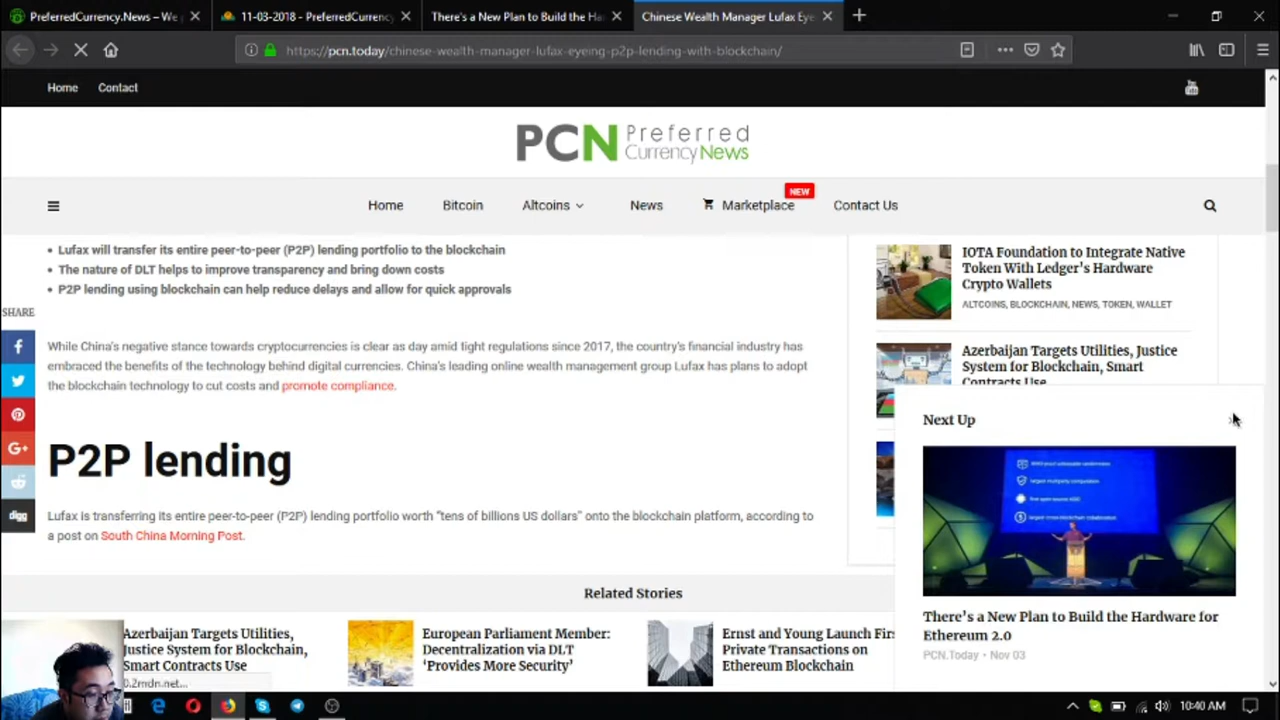 PreferredCurrency.News – We
11-03-2018 - PreferredCurrency
There's a New Plan to Build the Ha
Chinese Wealth Manager Lufax Eye
https://pcn.today/chinese-wealth-manager-lufax-eyeing-p2p-lending-with-blockchain/
Home
Contact
PCN Preferred
CurrencyNews
NEW
Home
Bitcoin
Altcoins
News
Marketplace
Contact Us
• Lufax will transfer its entire peer-to-peer (P2P) lending portfolio to the blockchain
• The nature of DLT helps to improve transparency and bring down costs
• P2P lending using blockchain can help reduce delays and allow for quick approvals
SHARE
While China's negative stance towards cryptocurrencies is clear as day amid tight regulations since 2017, the country's financial industry has
embraced the benefits of the technology behind digital currencies. China's leading online wealth management group Lufax has plans to adopt
the blockchain technology to cut costs and promote compliance.
P2P lending
Lufax is transferring its entire peer-to-peer (P2P) lending portfolio worth "tens of billions US dollars" onto the blockchain platform, according to
a post on South China Morning Post.
digg
IOTA Foundation to Integrate Native
Token With Ledger's Hardware
Crypto Wallets
ALTCOINS, BLOCKCHAIN, NEWS, TOKEN, WALLET
Azerbaijan Targets Utilities, Justice
System for Blockchain, Smart
Contracts Use
Next Up
There's a New Plan to Build the Hardware for
Ethereum 2.0
PCN.Today • Nov 03
Related Stories
Azerbaijan Targets Utilities,
Justice System for Blockchain,
Smart Contracts Use
European Parliament Member:
Decentralization via DLT
'Provides More Security'
Ernst and Young Launch Firs
Private Transactions on
Ethereum Blockchain
0.2mdn.net...
10:40 AM